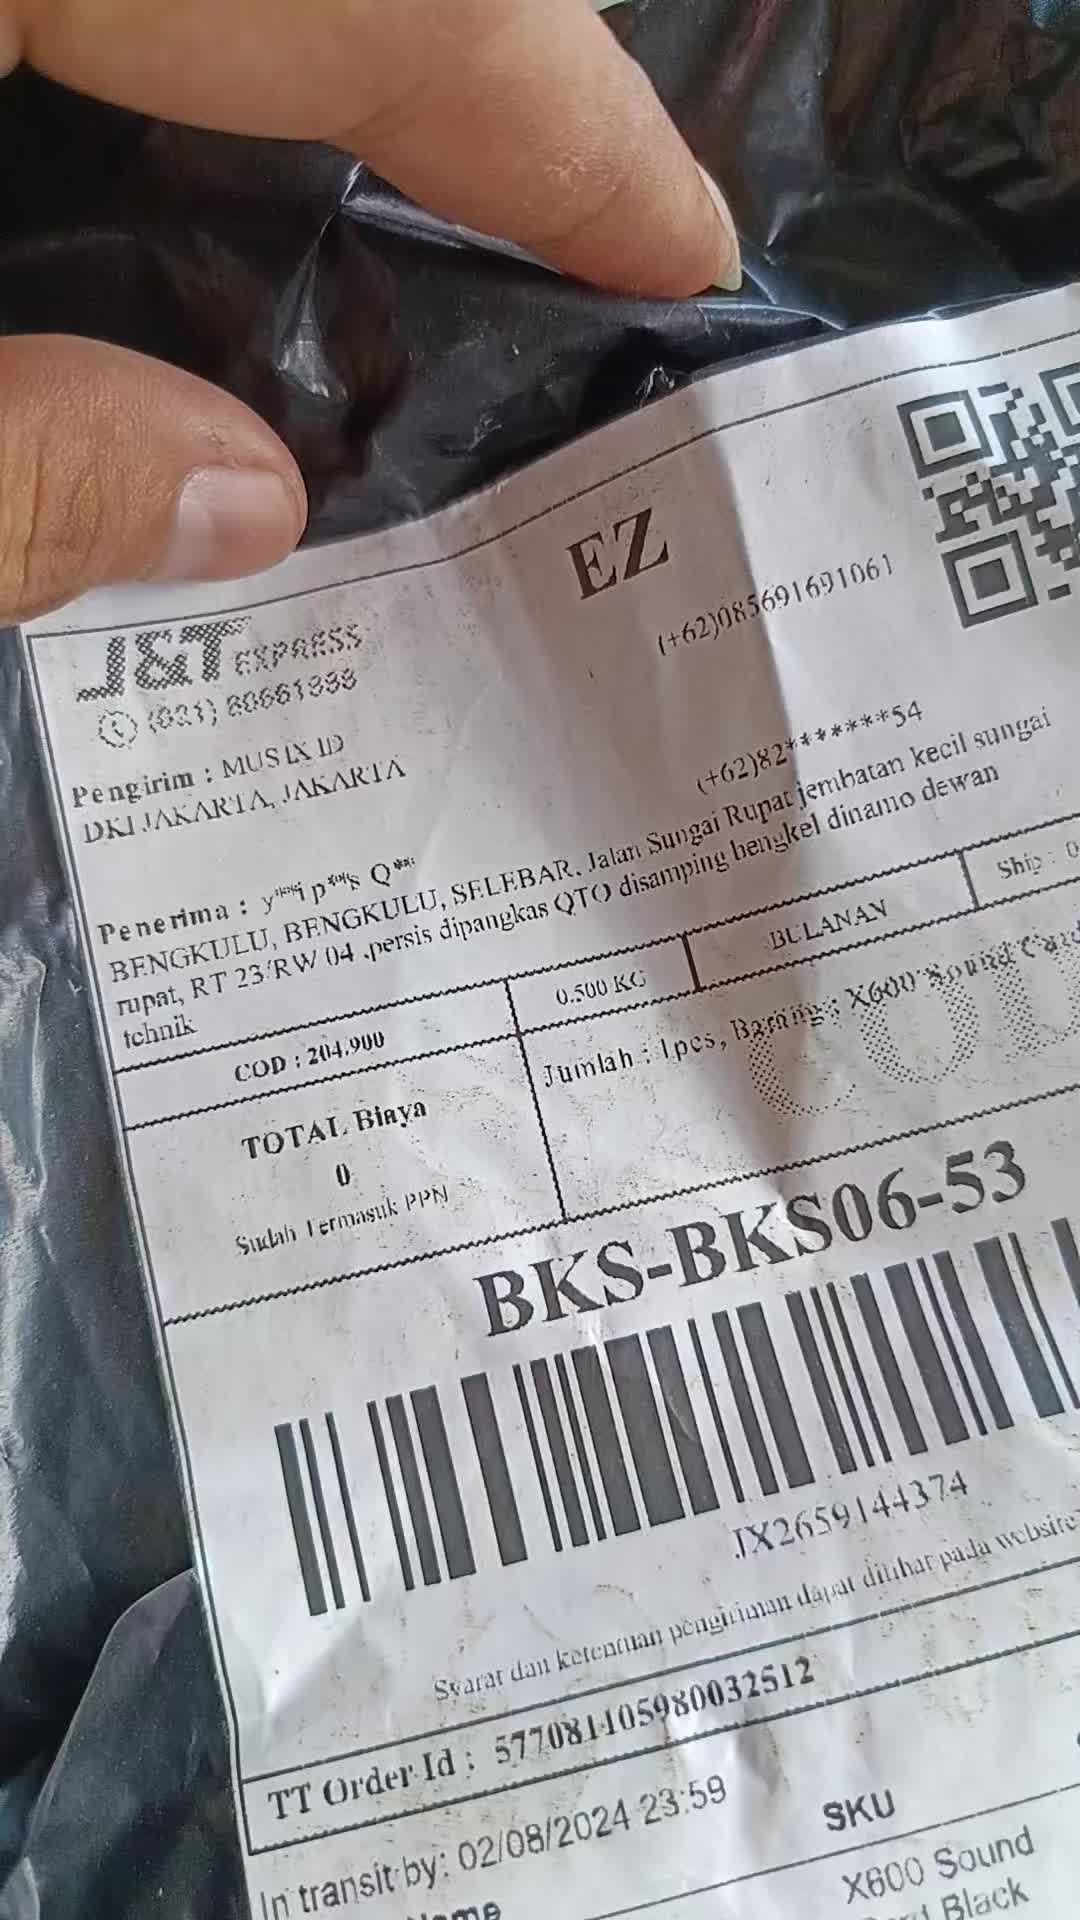 EZ
J&T EXPRESS
(+62)085691691061
(021) 80661888
Pengirim : MUSIX ID
DKI JAKARTA, JAKARTA
(+62)82*******54
Penerima : y***i p***s Q***
BENGKULU, BENGKULU, SELEBAR, Jalan Sungai Rupat jembatan kecil sungai
rupat, RT 23/RW 04 .persis dipangkas QTO disamping bengkel dinamo dewan
tehnik
COD : 204.900
0.500 KG
BULANAN
Ship : 0
TOTAL Biaya
0
Sudah Termasuk PPN
Jumlah : 1pcs, Barang : X600 Sound Card
COD
BKS-BKS06-53
JX2659144374
Syarat dan ketentuan pengiriman dapat dilihat pada website
TT Order Id : 577081105980032512
In transit by: 02/08/2024 23:59
SKU
X600 Sound
Black